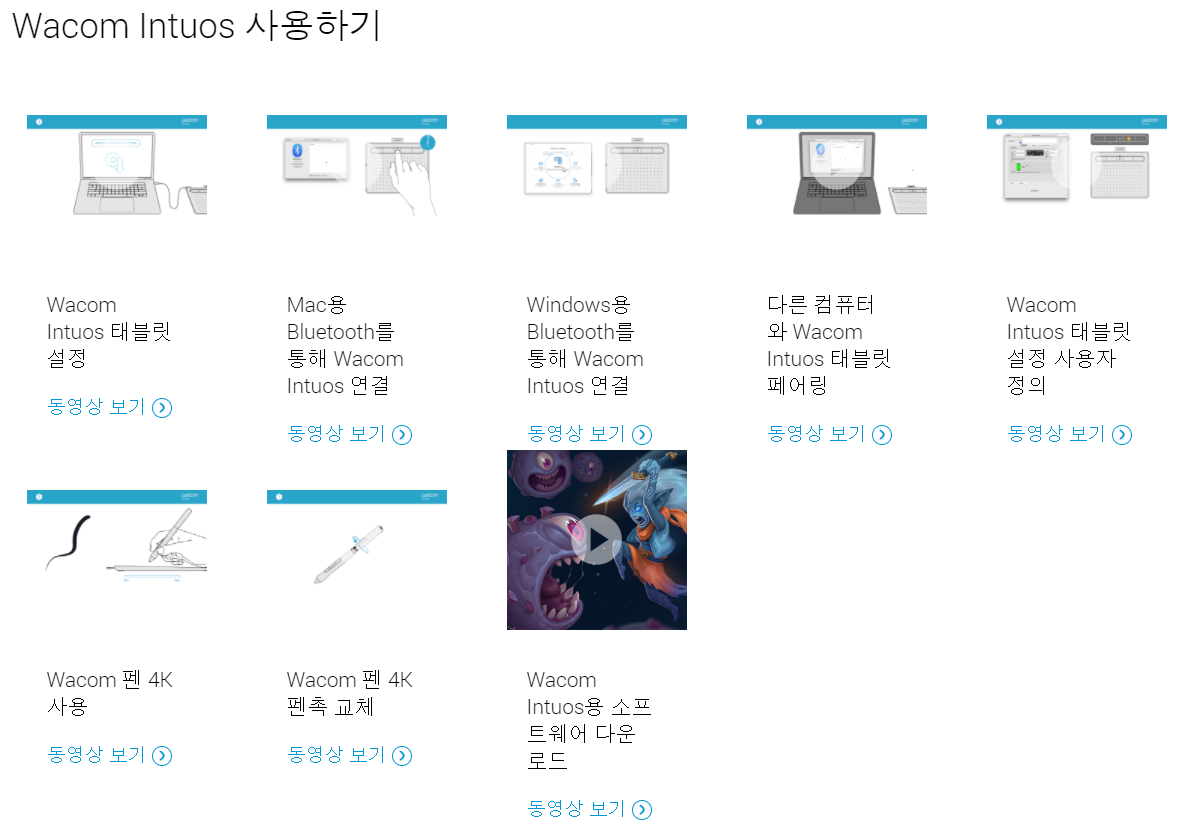 Wacom Intuos 사용하기
Wacom
Intuos 태블릿
설정
동영상 보기
Mac용
Bluetooth를
통해 Wacom
Intuos 연결
동영상 보기
Windows용
Bluetooth를
통해 Wacom
Intuos 연결
동영상 보기
다른 컴퓨터
와 Wacom
Intuos 태블릿
페어링
동영상 보기
Wacom
Intuos 태블릿
설정 사용자
정의
동영상 보기
Wacom 펜 4K
사용
동영상 보기
Wacom 펜 4K
펜촉 교체
동영상 보기
Wacom
Intuos용 소프
트웨어 다운
로드
동영상 보기